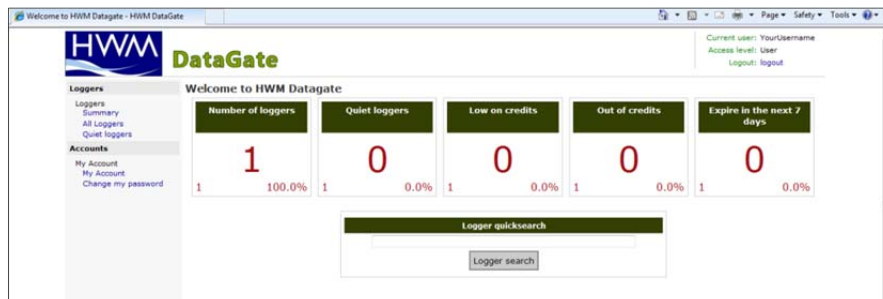 Welcome to HWM Datagate - HWM DataGate
Page Safety Tools
HWM
DataGate
Current user: YourUsername
Access level: User
Logout: logout
Loggers
Loggers
Summary
All Loggers
Quiet loggers
Accounts
My Account
My Account
Change my password
Welcome to HWM Datagate
Number of loggers
1
1 100.0%
Quiet loggers
0
1 0.0%
Low on credits
0
1 0.0%
Out of credits
0
1 0.0%
Expire in the next 7
days
0
1 0.0%
Logger quicksearch
Logger search